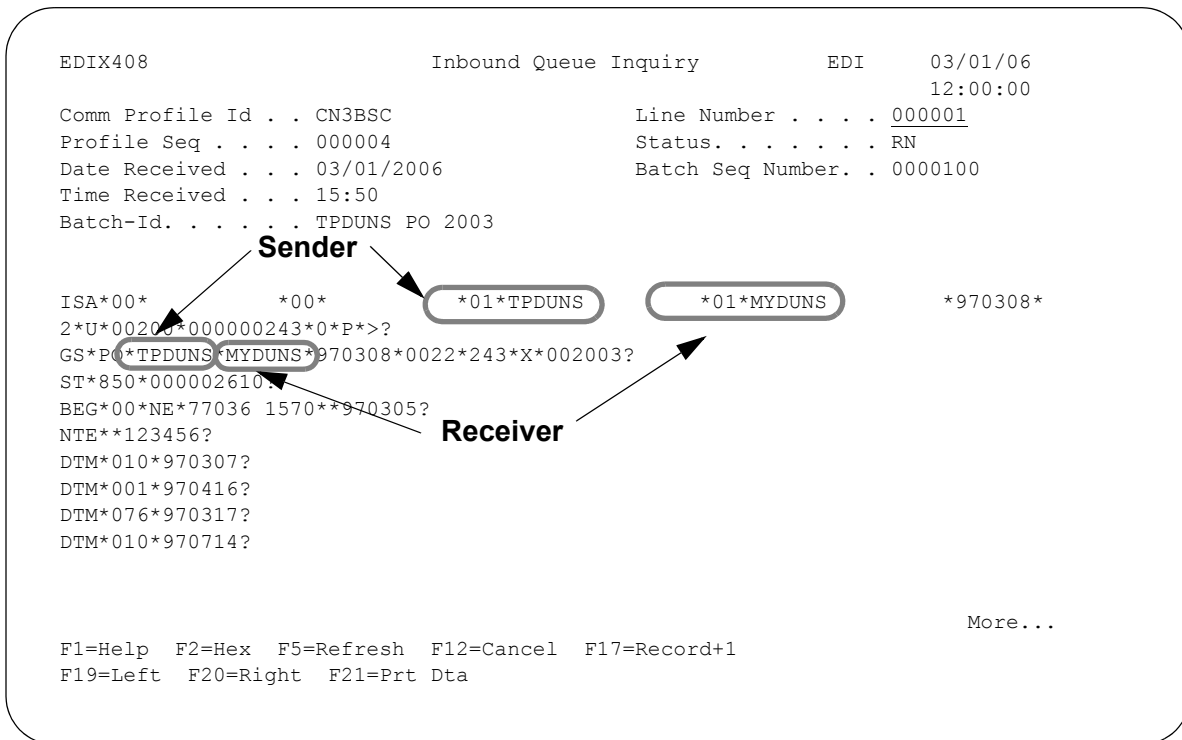 EDIX408 Inbound Queue Inquiry EDI 03/01/06
12:00:00
Comm Profile Id . . CN3BSC Line Number . . . . 000001
Profile Seq . . . . 000004 Status. . . . . . . RN
Date Received . . . 03/01/2006 Batch Seq Number. . 0000100
Time Received . . . 15:50
Batch-Id. . . . . . TPDUNS PO 2003
Sender
ISA*00* *00* *01*TPDUNS *01*MYDUNS *970308*
2*U*00200*000000243*0*P*>?
GS*PO*TPDUNS*MYDUNS*970308*0022*243*X*002003?
ST*850*000002610?
BEG*00*NE*77036 1570**970305?
Receiver
NTE**123456?
DTM*010*970307?
DTM*001*970416?
DTM*076*970317?
DTM*010*970714?
More...
F1=Help F2=Hex F5=Refresh F12=Cancel F17=Record+1
F19=Left F20=Right F21=Prt Dta